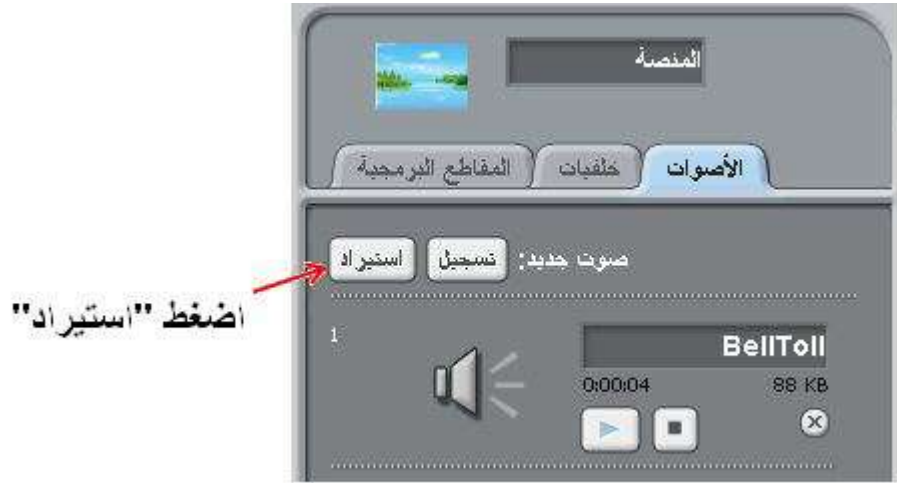 المنصة
الأصوات
خلفيات
المقاطع البرمجية
صوت جديد: تسجيل استيراد
اضغط "استيراد"
1
BellToll
0:00:04 88 KB